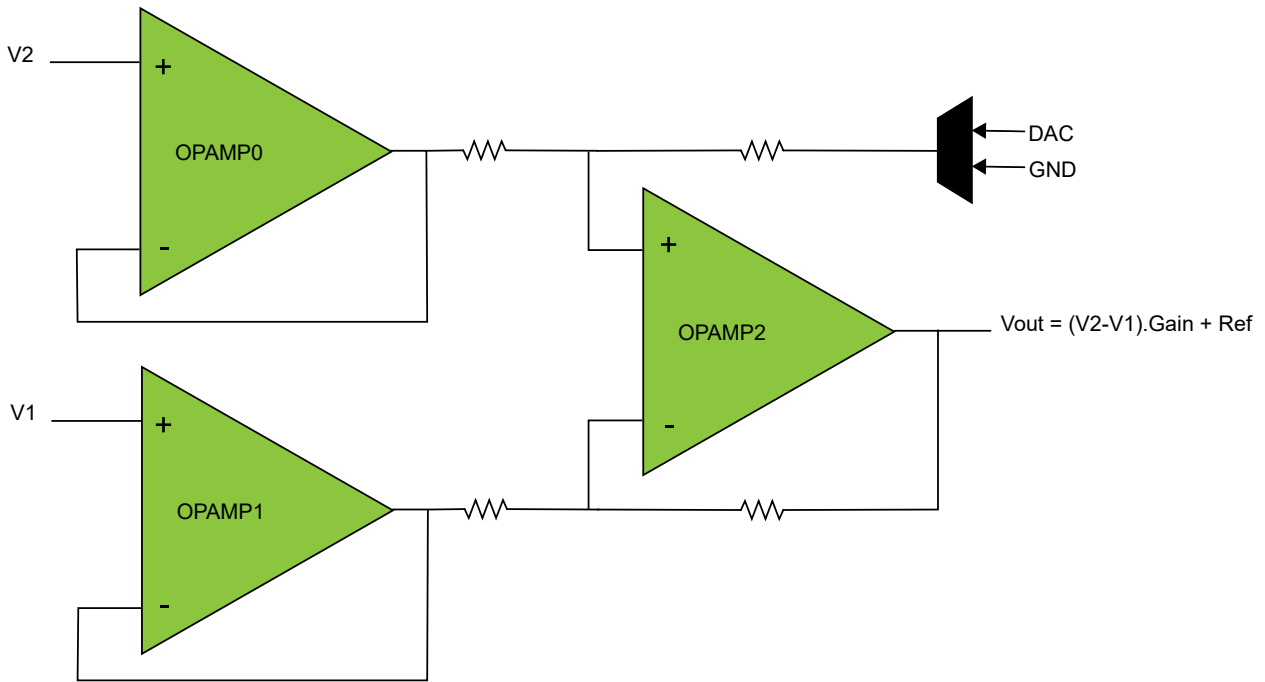 V2
+
OPAMP0
-
DAC
GND
+
OPAMP2
-
Vout = (V2-V1).Gain + Ref
V1
+
OPAMP1
-